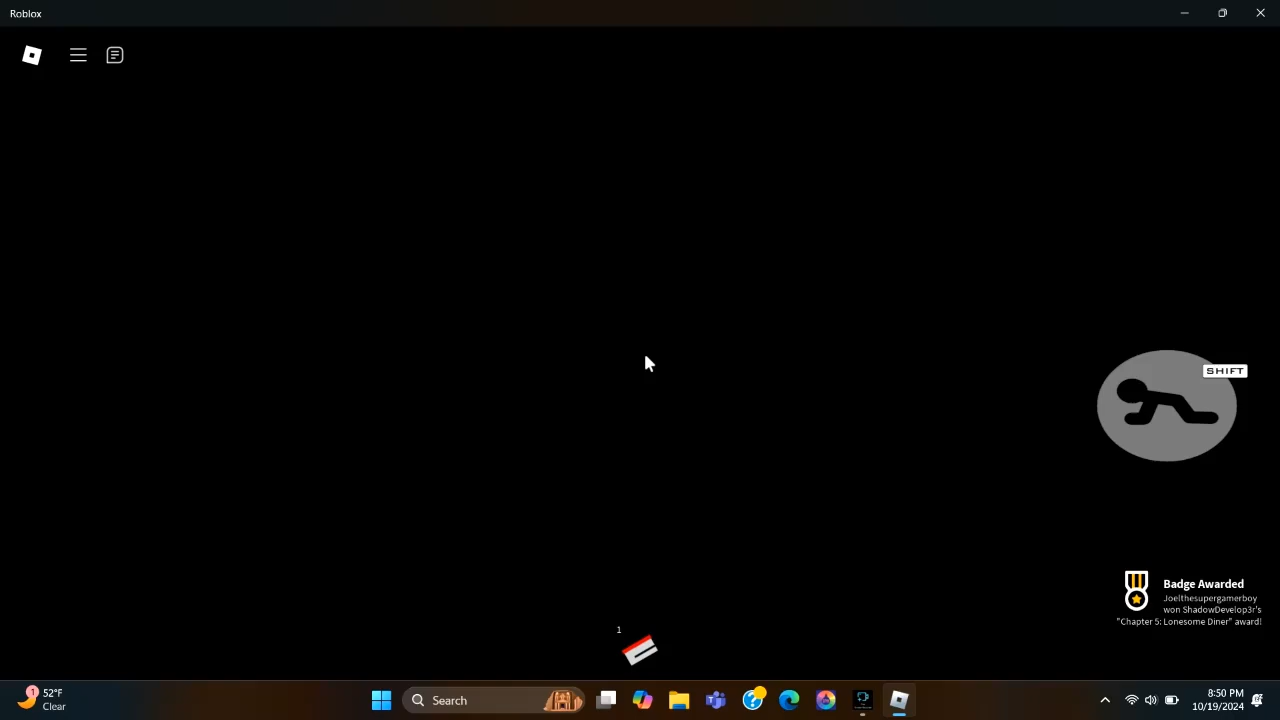 Roblox
SHIFT
Badge Awarded
Joelthesupergamerboy
won ShadowDevelop3r's
"Chapter 5: Lonesome Diner" award!
1
1
52°F
Clear
Search
8:50 PM
10/19/2024